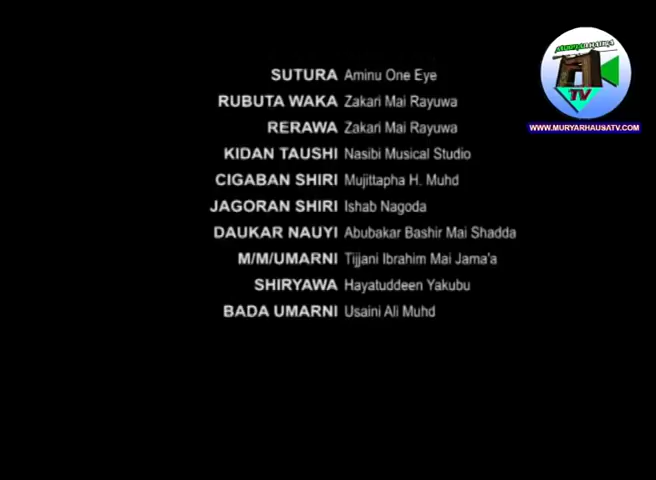 SUTURA Aminu One Eye
RUBUTA WAKA Zakari Mai Rayuwa
RERAWA Zakari Mai Rayuwa
KIDAN TAUSHI Nasibi Musical Studio
CIGABAN SHIRI Mujittapha H. Muhd
JAGORAN SHIRI Ishab Nagoda
DAUKAR NAUYI Abubakar Bashir Mai Shadda
M/M/UMARNI Tijjani Ibrahim Mai Jama'a
SHIRYAWA Hayatuddeen Yakubu
BADA UMARNI Usaini Ali Muhd
TV
WWW.MURYARHAUSATV.COM